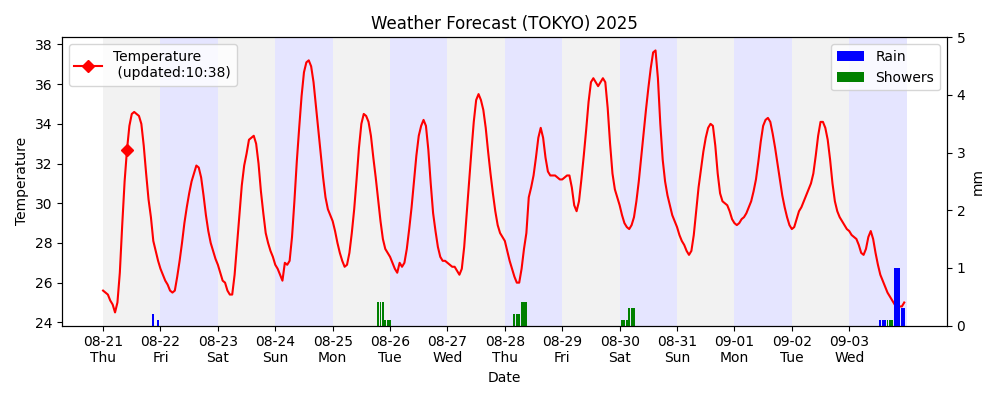 Weather Forecast (TOKYO) 2025
Temperature
(updated:10:38)
Rain
Showers
38
36
34
32
30
28
26
24
Temperature
5
4
3
2
1
0
mm
08-21 08-22 08-23 08-24 08-25 08-26 08-27 08-28 08-29 08-30 08-31 09-01 09-02 09-03
Thu Fri Sat Sun Mon Tue Wed Thu Fri Sat Sun Mon Tue Wed
Date